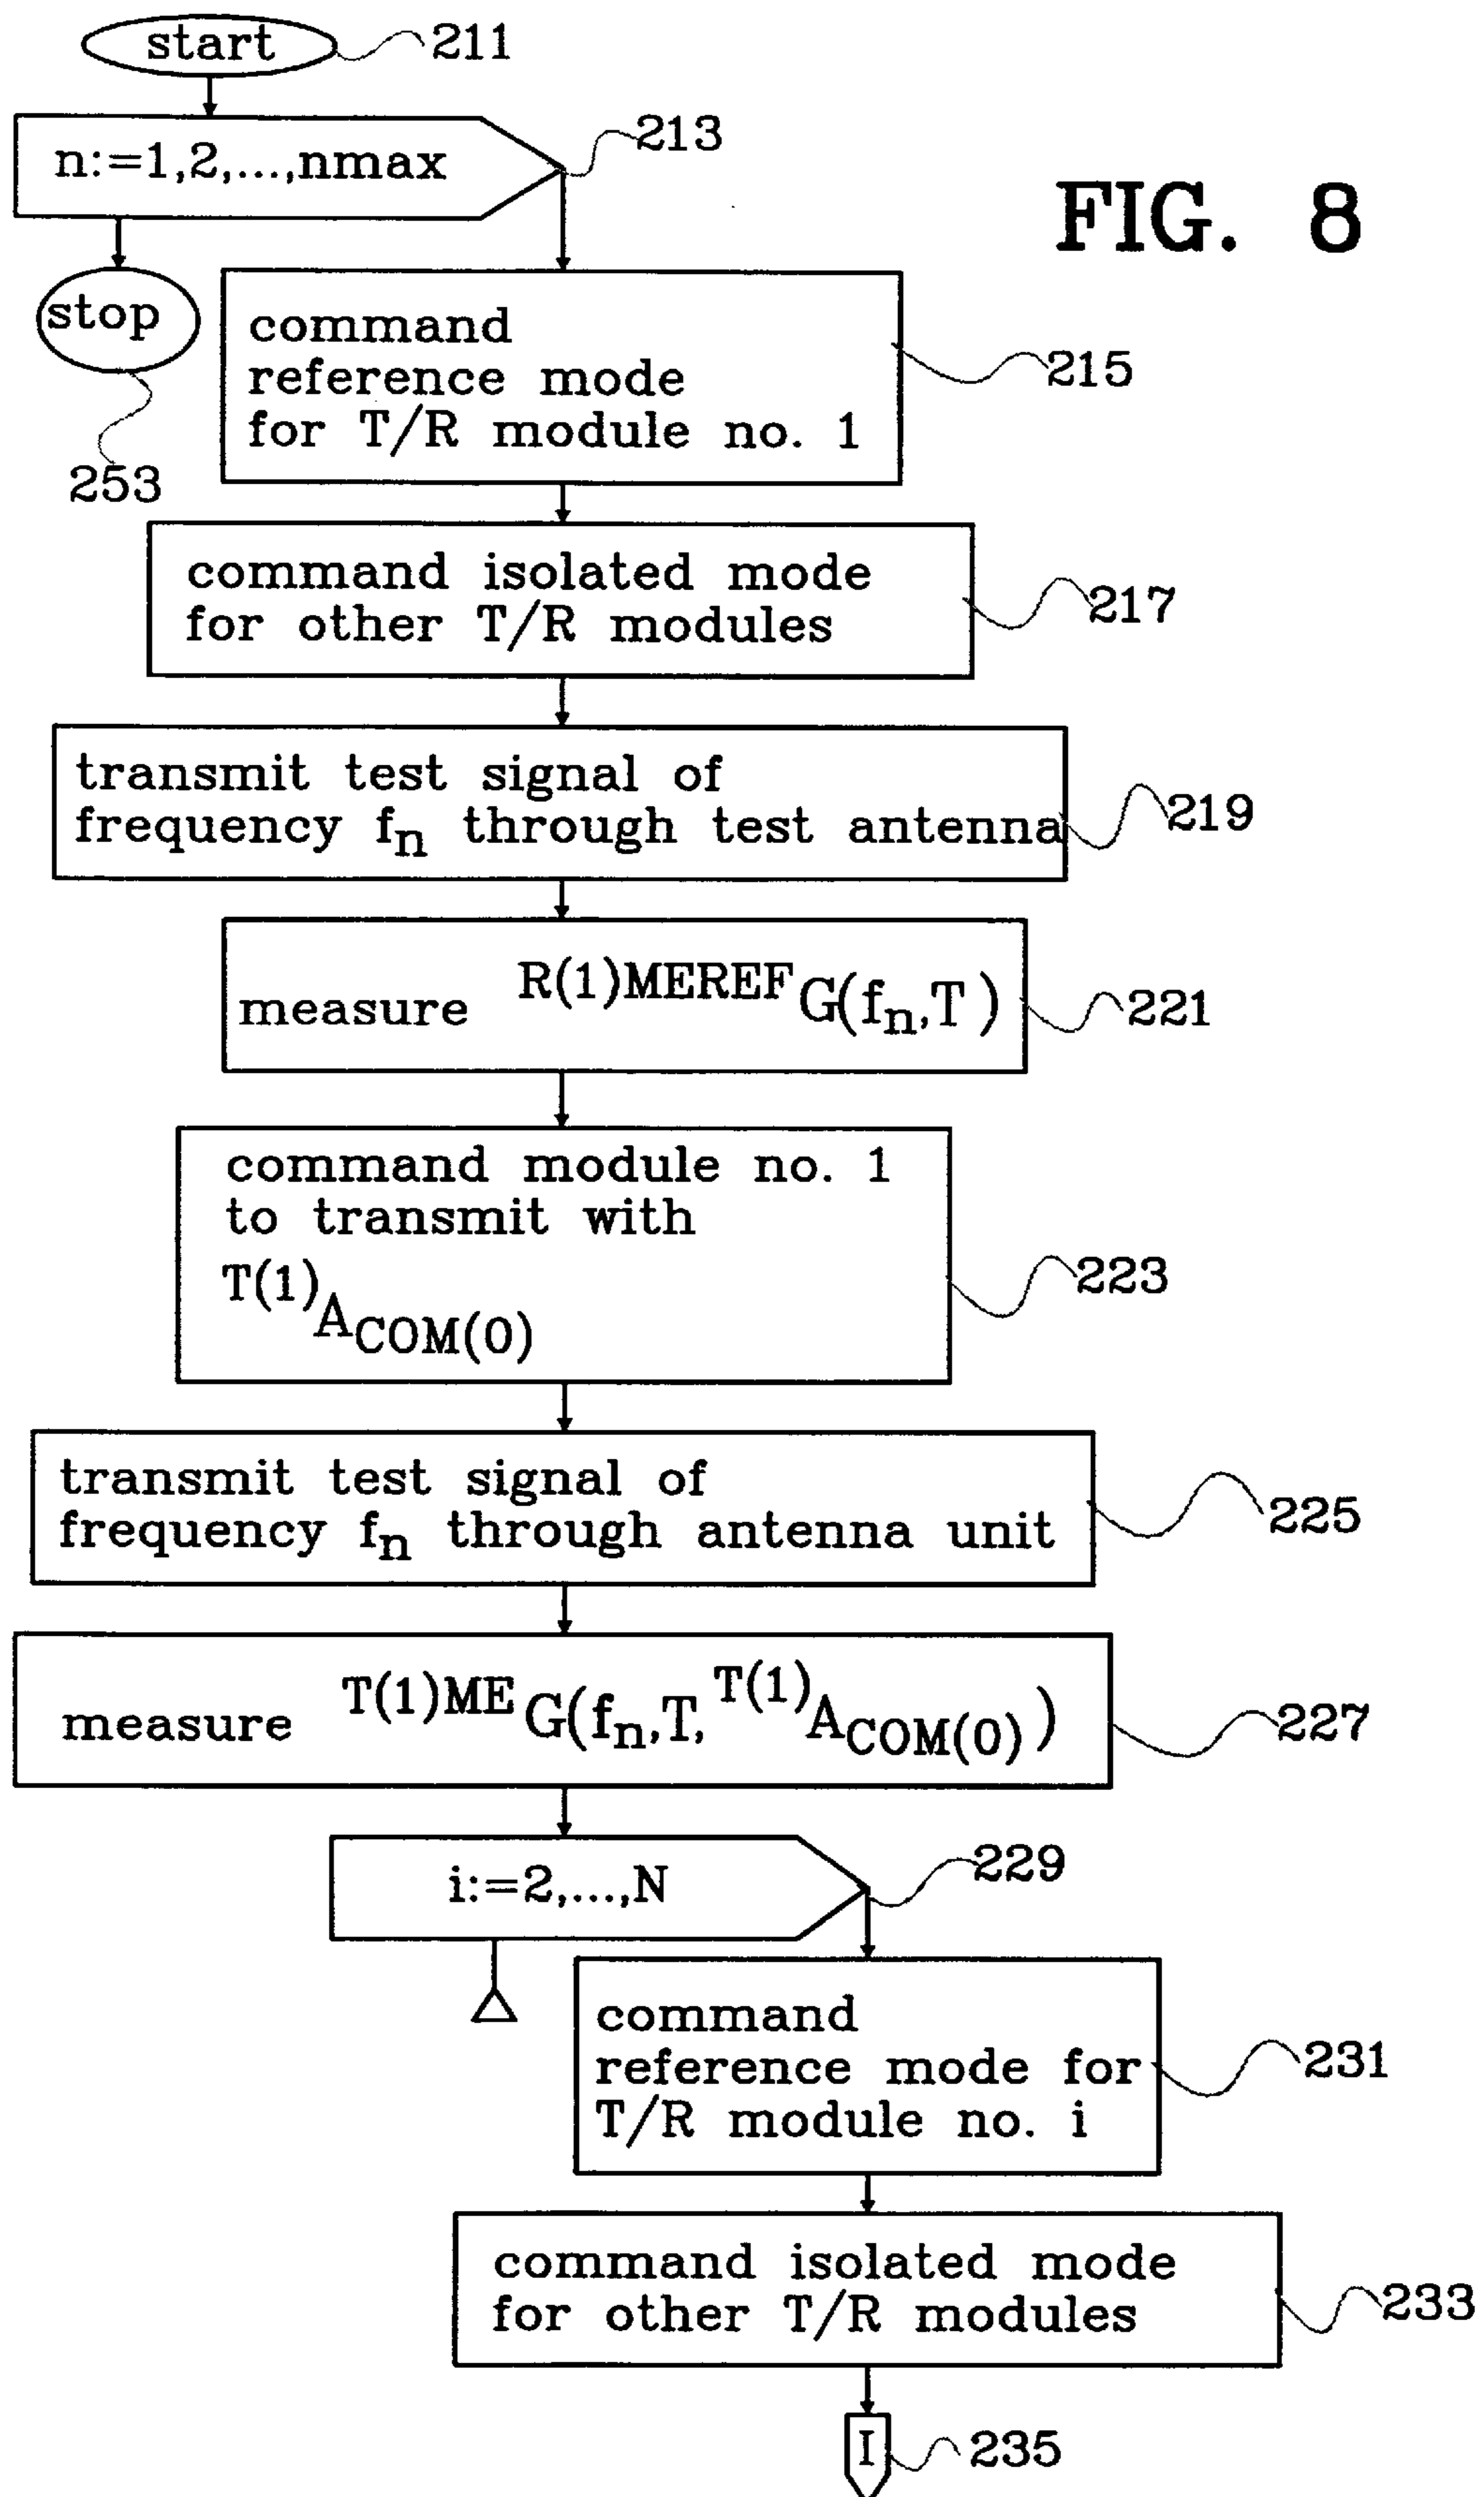 start
211
n:=1,2,...,nmax
213
FIG. 8
stop
253
command
reference mode
for T/R module no. 1
215
command isolated mode
for other T/R modules
217
transmit test signal of
frequency fn through test antenna
219
measure R(1)MEREF G(fn,T)
221
command module no. 1
to transmit with
T(1)ACOM(0)
223
transmit test signal of
frequency fn through antenna unit
225
measure T(1)ME G(fn,T, T(1)ACOM(0))
227
i:=2,...,N
229
command
reference mode for
T/R module no. i
231
command isolated mode
for other T/R modules
233
I
235